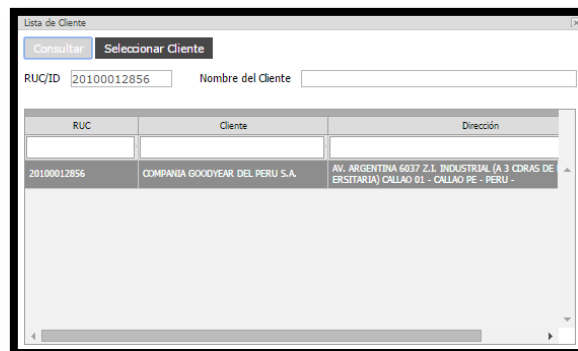 Lista de Cliente
Consultar Seleccionar Cliente
RUC/ID 20100012856 Nombre del Cliente
RUC Cliente Dirección
20100012856 COMPANIA GOODYEAR DEL PERU S.A. AV. ARGENTINA 6037 Z.I. INDUSTRIAL (A 3 CDRAS DE
ERSITARIA) CALLAO 01 - CALLAO PE - PERU -